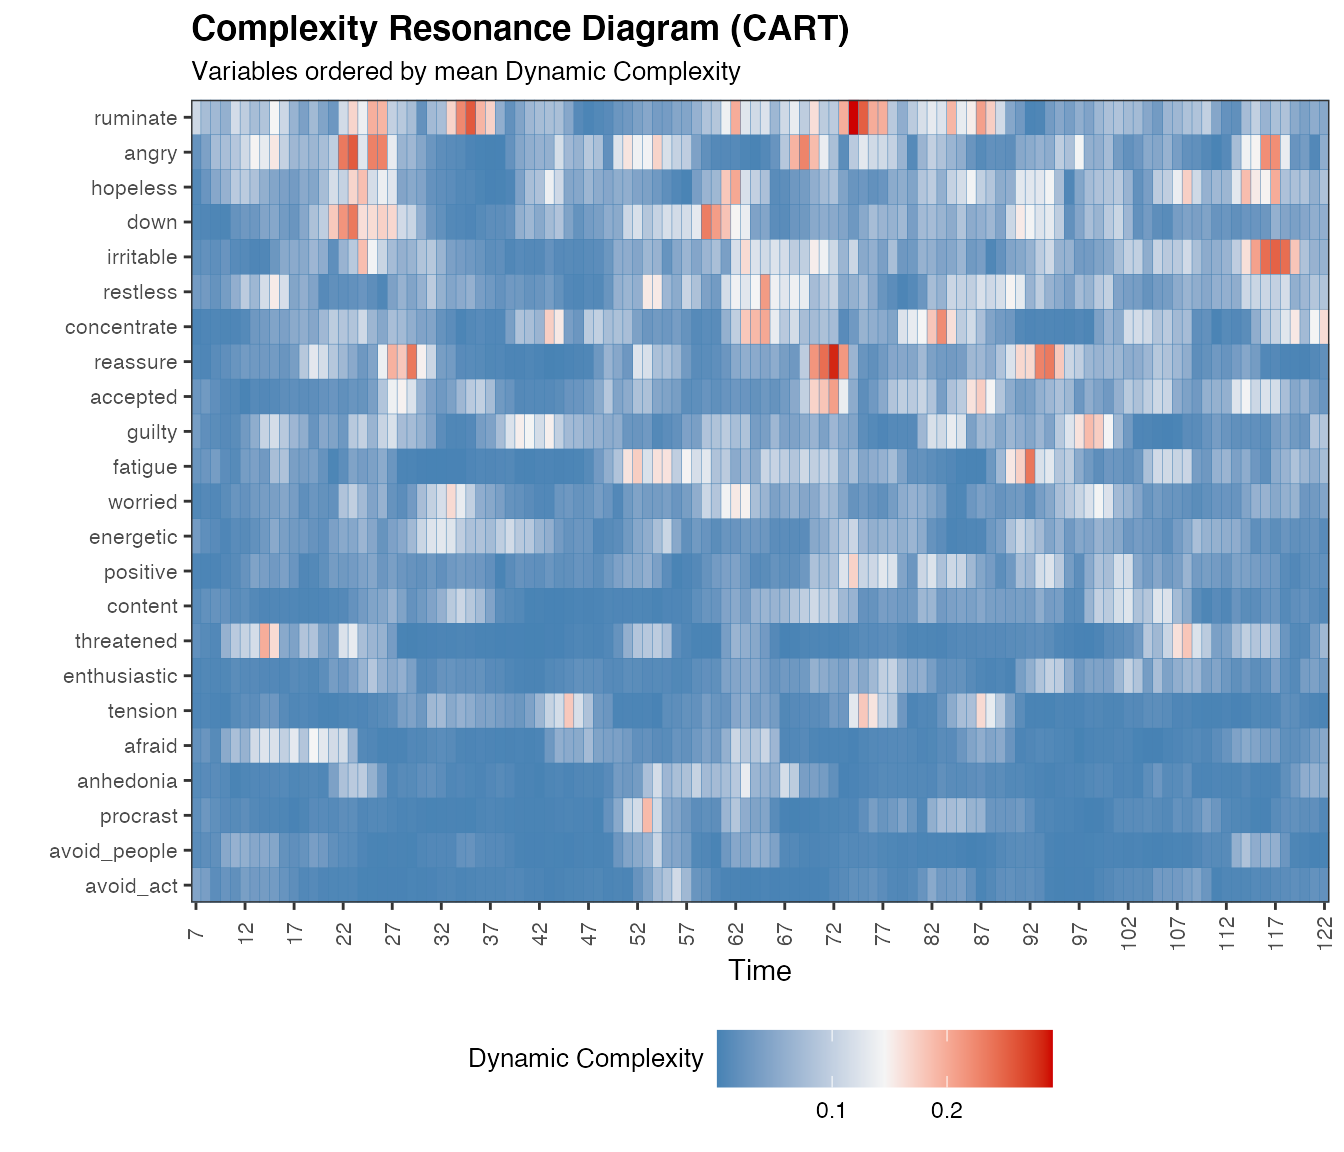 Complexity Resonance Diagram (CART)
Variables ordered by mean Dynamic Complexity
ruminate
angry
hopeless
down
irritable
restless
concentrate
reassure
accepted
guilty
fatigue
worried
energetic
positive
content
threatened
enthusiastic
tension
afraid
anhedonia
procrast
avoid_people
avoid_act
7 12 17 22 27 32 37 42 47 52 57 62 67 72 77 82 87 92 97 102 107 112 117 122
Time
Dynamic Complexity
0.1 0.2